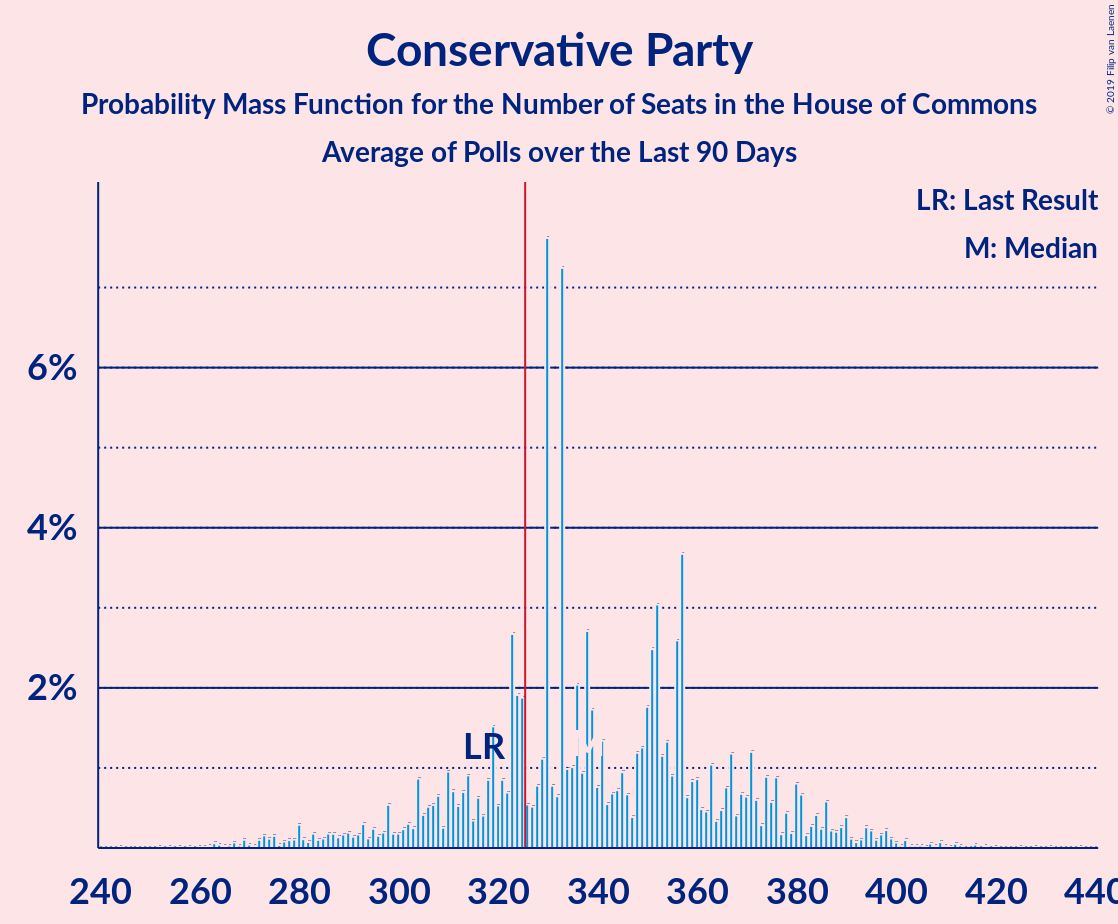 © 2019 Filip van Laenen
Conservative Party
Probability Mass Function for the Number of Seats in the House of Commons
Average of Polls over the Last 90 Days
LR: Last Result
M: Median
6%
4%
2%
LR
240 260 280 300 320 340 360 380 400 420 440